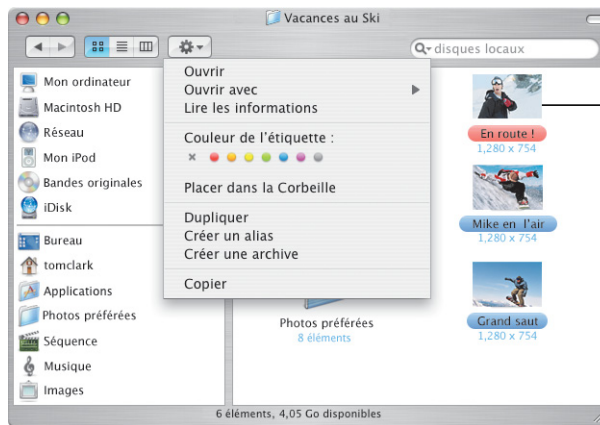 Vacances au Ski
disques locaux
Mon ordinateur
Macintosh HD
Réseau
Mon iPod
Bandes originales
iDisk
Bureau
tomclark
Applications
Photos préférées
Séquence
Musique
Images
Ouvrir
Ouvrir avec
Lire les informations
Couleur de l'étiquette :
Placer dans la Corbeille
Dupliquer
Créer un alias
Créer une archive
Copier
En route !
1,280 x 754
Mike en l'air
1,280 x 754
Photos préférées
8 éléments
Grand saut
1,280 x 754
6 éléments, 4,05 Go disponibles